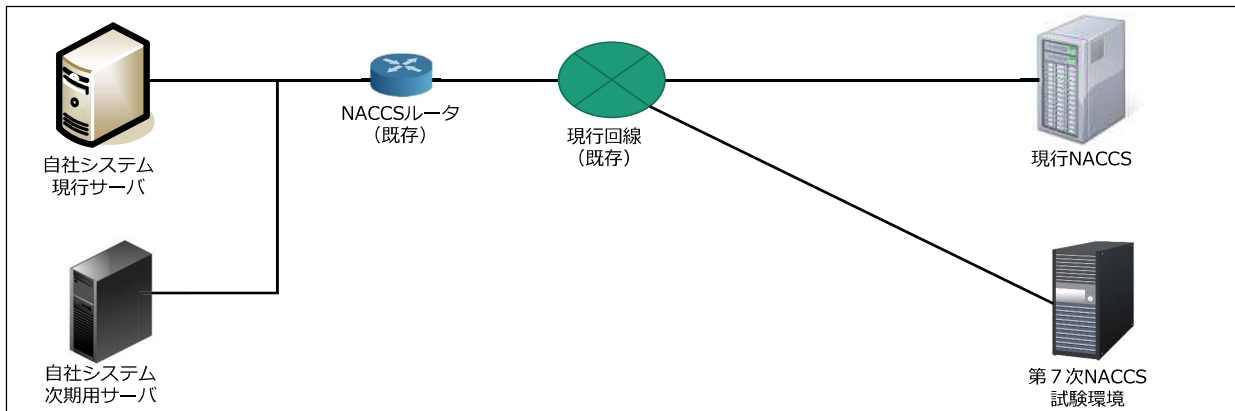 自社システム
現行サーバ
NACCSルータ
（既存）
現行回線
（既存）
現行NACCS
自社システム
次期用サーバ
第７次NACCS
試験環境